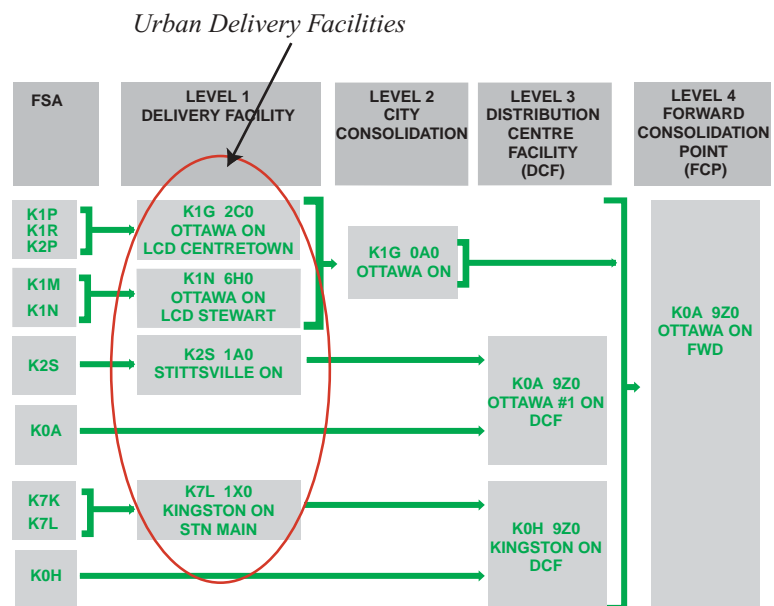 Urban Delivery Facilities
FSA
LEVEL 1
DELIVERY FACILITY
LEVEL 2
CITY
CONSOLIDATION
LEVEL 3
DISTRIBUTION
CENTRE
FACILITY
(DCF)
LEVEL 4
FORWARD
CONSOLIDATION
POINT
(FCP)
K1P
K1R
K2P
K1G 2C0
OTTAWA ON
LCD CENTRETOWN
K1G 0A0
OTTAWA ON
K1M
K1N
K1N 6H0
OTTAWA ON
LCD STEWART
K0A 9Z0
OTTAWA ON
FWD
K2S
K2S 1A0
STITTSVILLE ON
K0A 9Z0
OTTAWA #1 ON
DCF
K0A
K7K
K7L
K7L 1X0
KINGSTON ON
STN MAIN
K0H 9Z0
KINGSTON ON
DCF
K0H